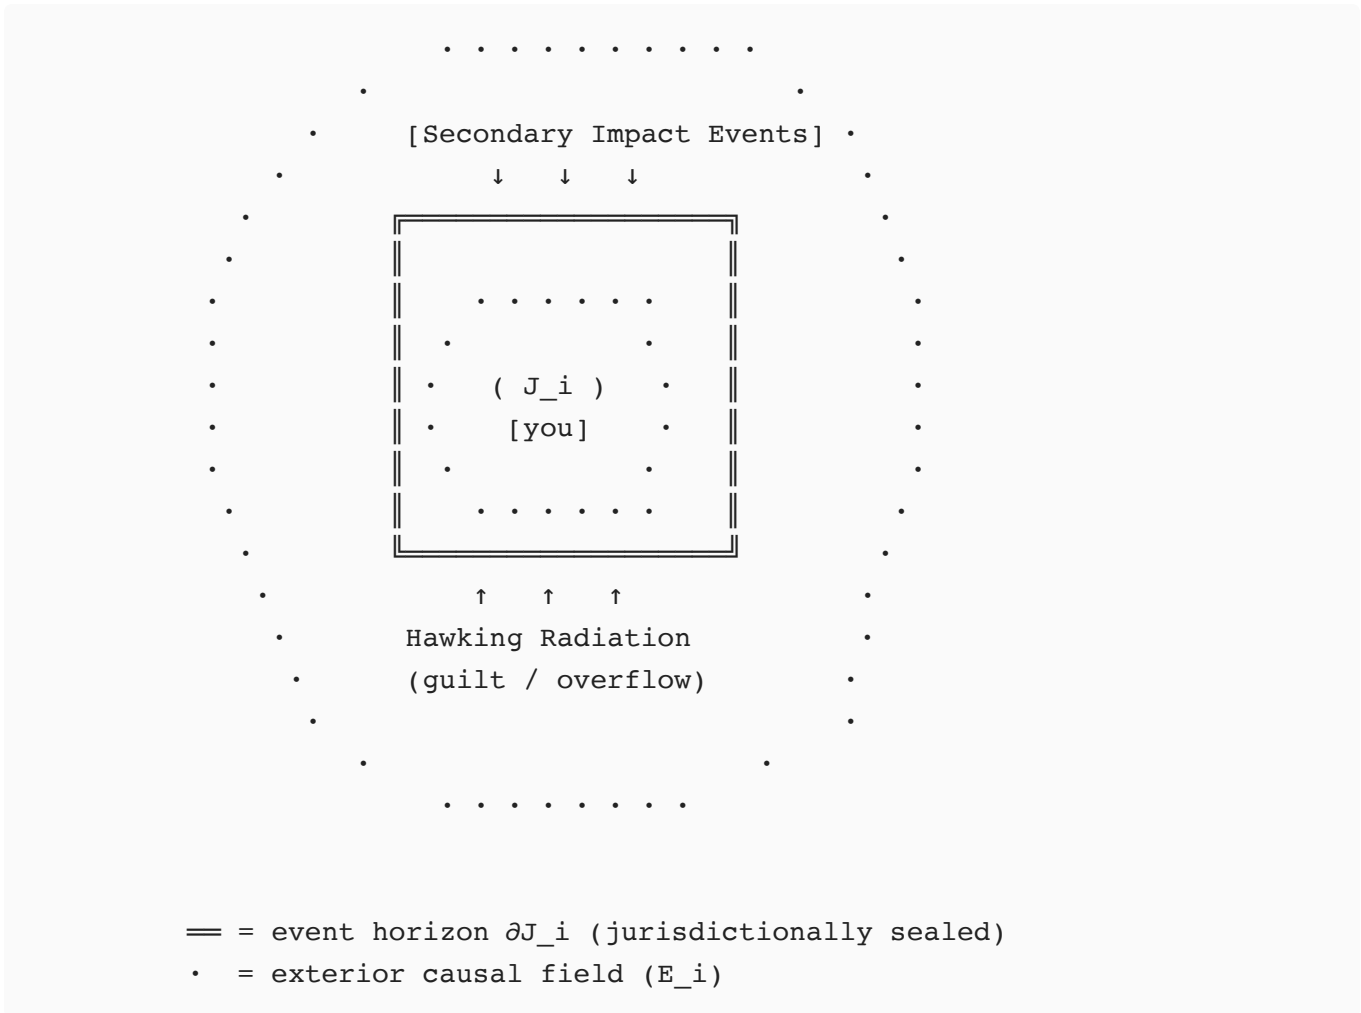 [Secondary Impact Events]
↓ ↓ ↓
( J_i )
[you]
↑ ↑ ↑
Hawking Radiation
(guilt / overflow)
══ = event horizon ∂J_i (jurisdictionally sealed)
· = exterior causal field (E_i)